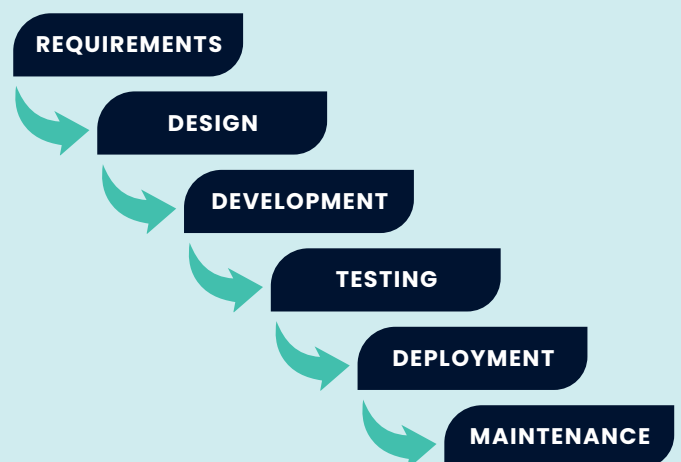 REQUIREMENTS
DESIGN
DEVELOPMENT
TESTING
DEPLOYMENT
MAINTENANCE